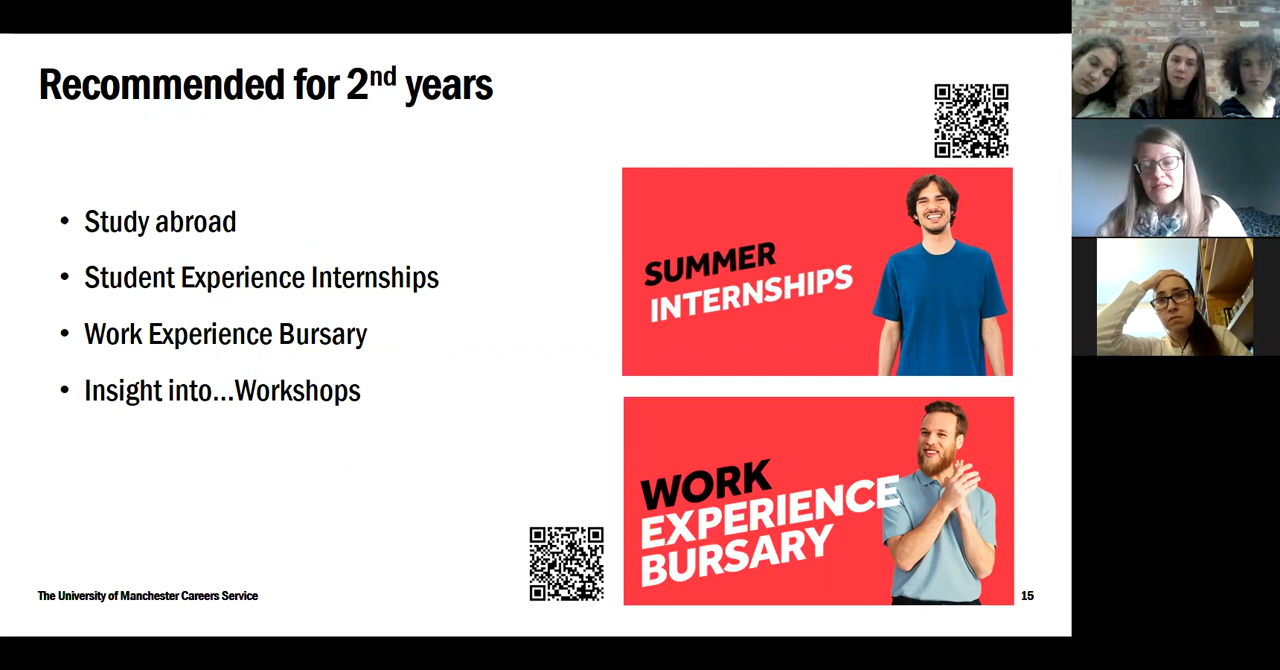 Recommended for 2nd years
• Study abroad
• Student Experience Internships
• Work Experience Bursary
• Insight into...Workshops
SUMMER
INTERNSHIPS
WORK
EXPERIENCE
BURSARY
The University of Manchester Careers Service
15